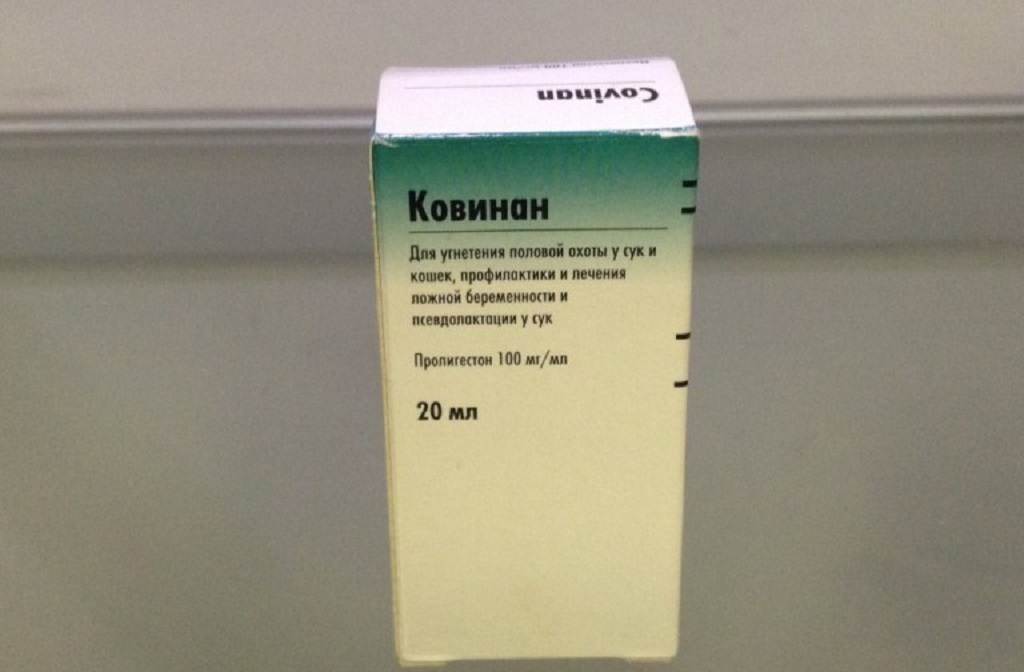 Covinan
Ковинан
Для угнетения половой охоты у сук и
кошек, профилактики и лечения
ложной беременности и
псевдолактации у сук
Пролигестон 100 мг/мл
20 мл